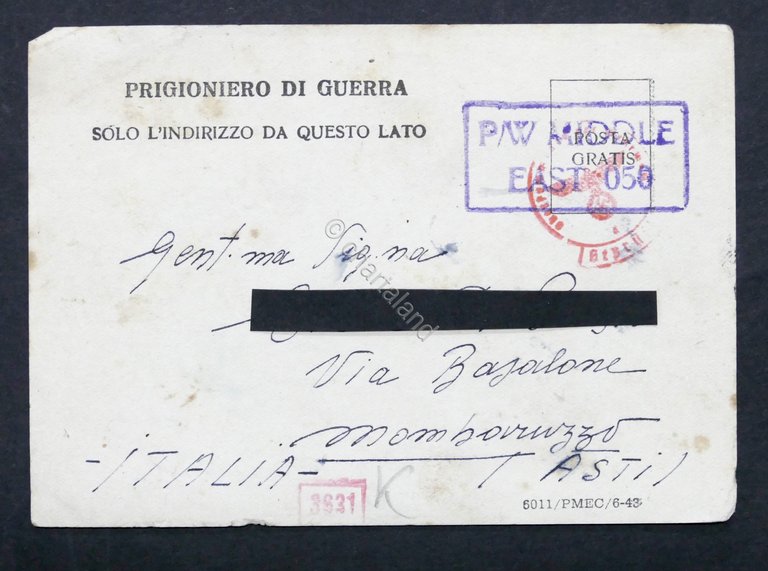 PRIGIONIERO DI GUERRA
SOLO L'INDIRIZZO DA QUESTO LATO
P/W MIDDLE
EAST 050
POSTA
GRATIS
Gent.ma Sig.na
© Chartaland
Via Bazalone
Mombaruzzo
-ITALIA- (ASTI)
3631
K
6011/PMEC/6-43